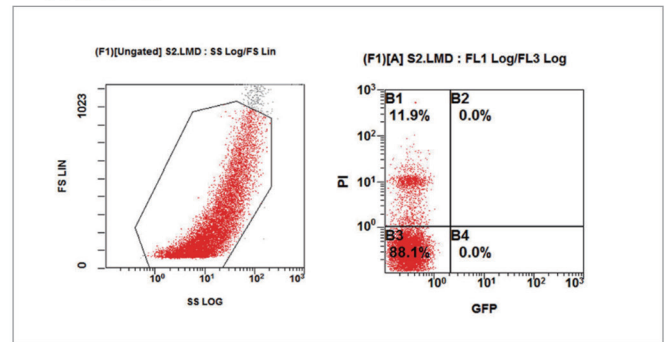 (F1)[Ungated] S2.LMD : SS Log/FS Lin
1023
FS LIN
0
10⁰ 10¹ 10² 10³
SS LOG
(F1)[A] S2.LMD : FL1 Log/FL3 Log
10³
10²
10¹
10⁰
PI
B1
11.9%
B2
0.0%
B3
88.1%
B4
0.0%
10⁰ 10¹ 10² 10³
GFP